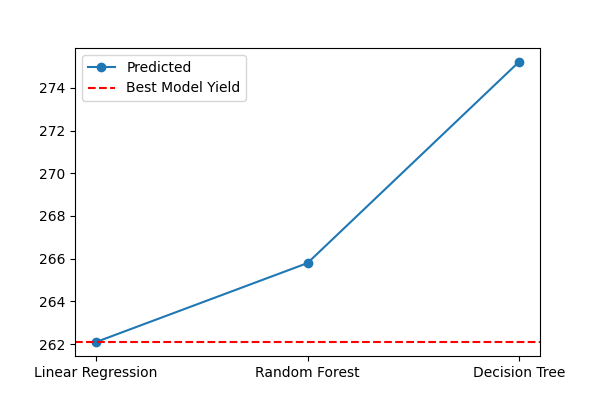 Predicted
Best Model Yield
274
272
270
268
266
264
262
Linear Regression
Random Forest
Decision Tree